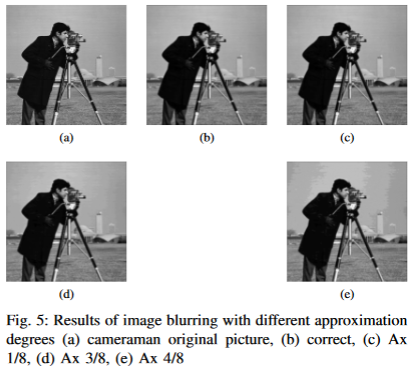 (a)
(b)
(c)
(d)
(e)
Fig. 5: Results of image blurring with different approximation
degrees (a) cameraman original picture, (b) correct, (c) Ax
1/8, (d) Ax 3/8, (e) Ax 4/8